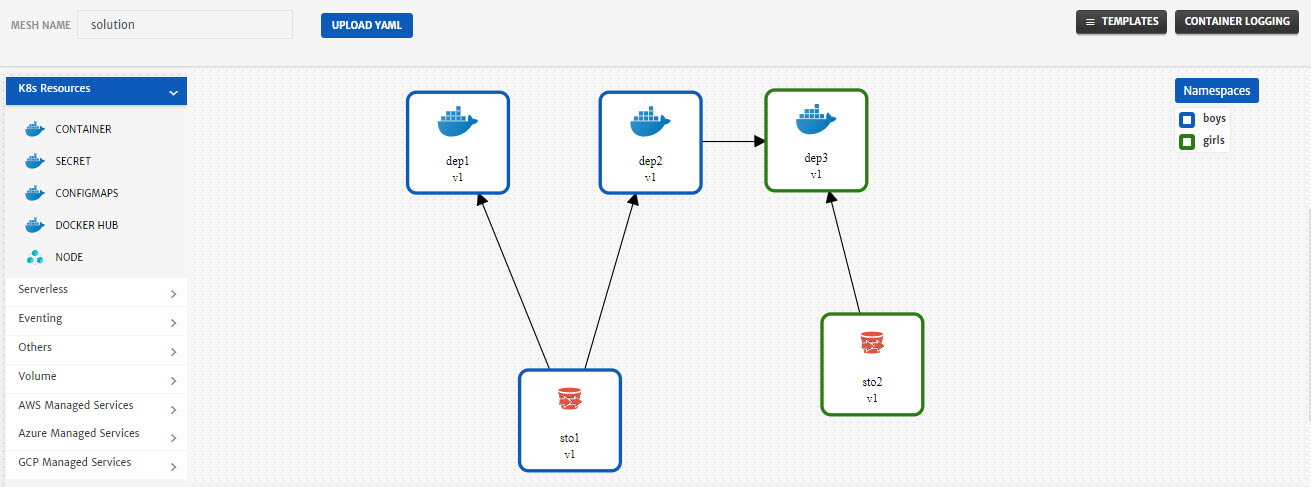 MESH NAME
solution
UPLOAD YAML
TEMPLATES
CONTAINER LOGGING
K8s Resources
CONTAINER
SECRET
CONFIGMAPS
DOCKER HUB
NODE
Serverless
Eventing
Others
Volume
AWS Managed Services
Azure Managed Services
GCP Managed Services
dep1
v1
dep2
v1
dep3
v1
sto1
v1
sto2
v1
Namespaces
boys
girls